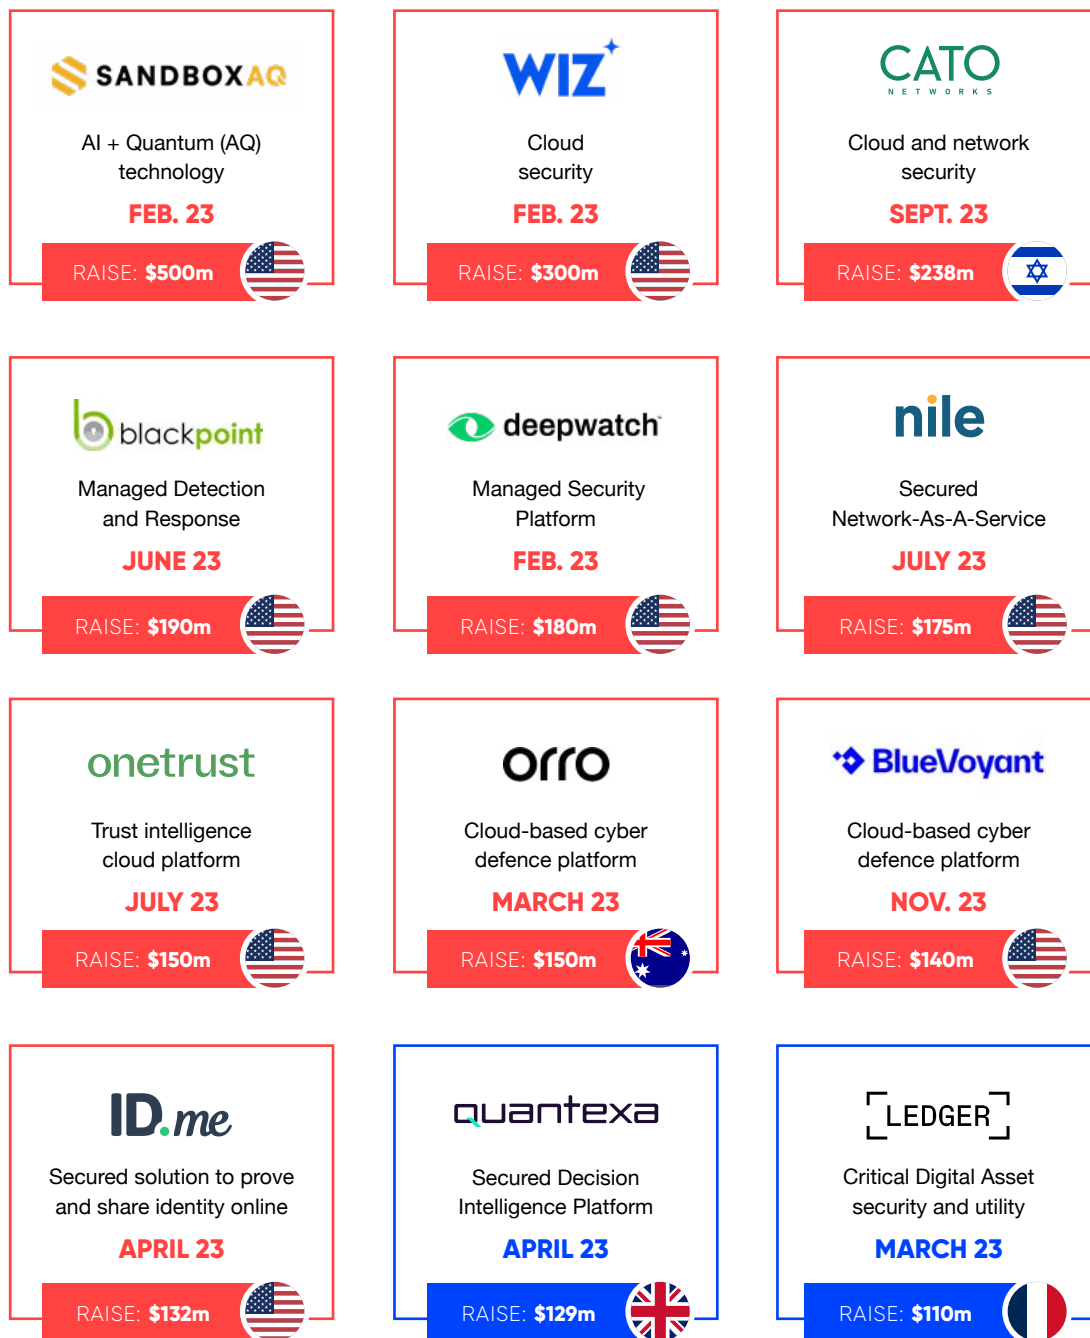 SANDBOXAQ
AI + Quantum (AQ)
technology
FEB. 23
RAISE: $500m
WIZ
Cloud
security
FEB. 23
RAISE: $300m
CATO
NETWORKS
Cloud and network
security
SEPT. 23
RAISE: $238m
blackpoint
Managed Detection
and Response
JUNE 23
RAISE: $190m
deepwatch
Managed Security
Platform
FEB. 23
RAISE: $180m
nile
Secured
Network-As-A-Service
JULY 23
RAISE: $175m
onetrust
Trust intelligence
cloud platform
JULY 23
RAISE: $150m
orro
Cloud-based cyber
defence platform
MARCH 23
RAISE: $150m
BlueVoyant
Cloud-based cyber
defence platform
NOV. 23
RAISE: $140m
ID.me
Secured solution to prove
and share identity online
APRIL 23
RAISE: $132m
quantexa
Secured Decision
Intelligence Platform
APRIL 23
RAISE: $129m
LEDGER
Critical Digital Asset
security and utility
MARCH 23
RAISE: $110m